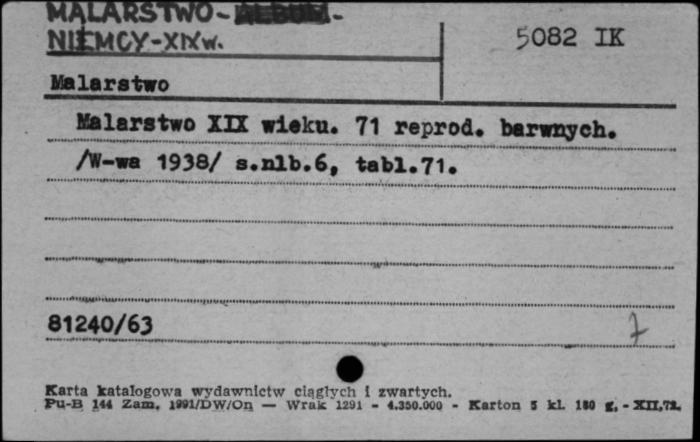 MALARSTWO-ALBUM.-
NIEMCY-XIXw.
5082 IK
Malarstwo
Malarstwo XIX wieku. 71 reprod. barwnych.
/W-wa 1938/ s.nlb.6, tabl.71.
81240/63
7
Karta katalogowa wydawnictw ciągłych i zwartych.
Pu-B 144 Zam. 1991/DW/On — Wrak 1291 - 4.350.000 - Karton 5 kl. 180 g. - XII.72.